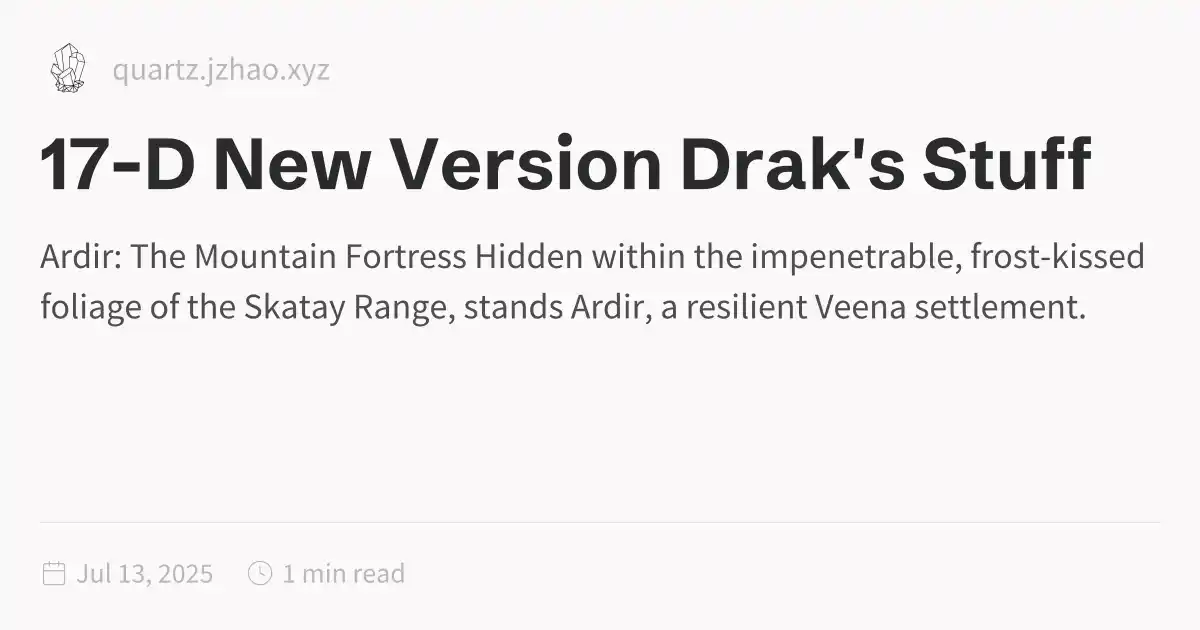 quartz.jzhao.xyz
17-D New Version Drak's Stuff
Ardir: The Mountain Fortress Hidden within the impenetrable, frost-kissed
foliage of the Skatay Range, stands Ardir, a resilient Veena settlement.
Jul 13, 2025 1 min read